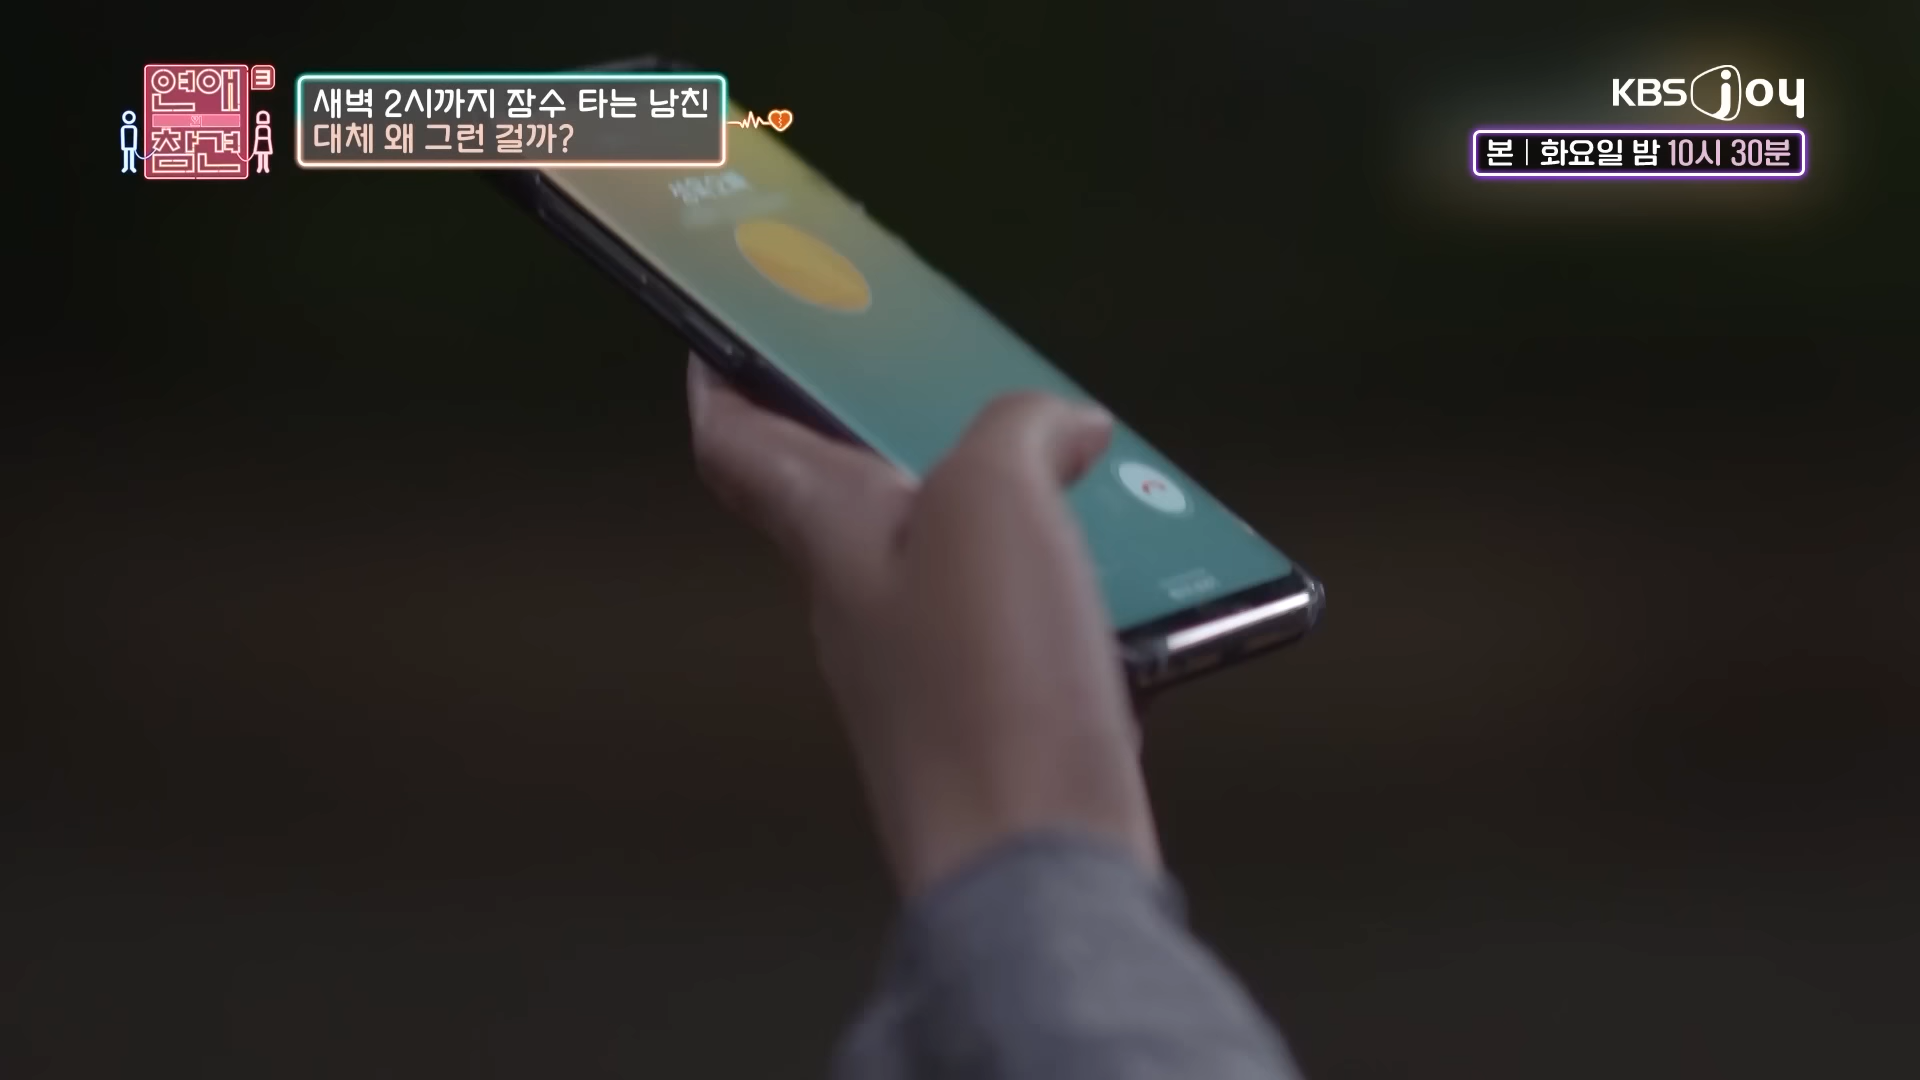 연애
의
참견
3
새벽 2시까지 잠수 타는 남친
대체 왜 그런 걸까?
KBS joy
본 | 화요일 밤 10시 30분